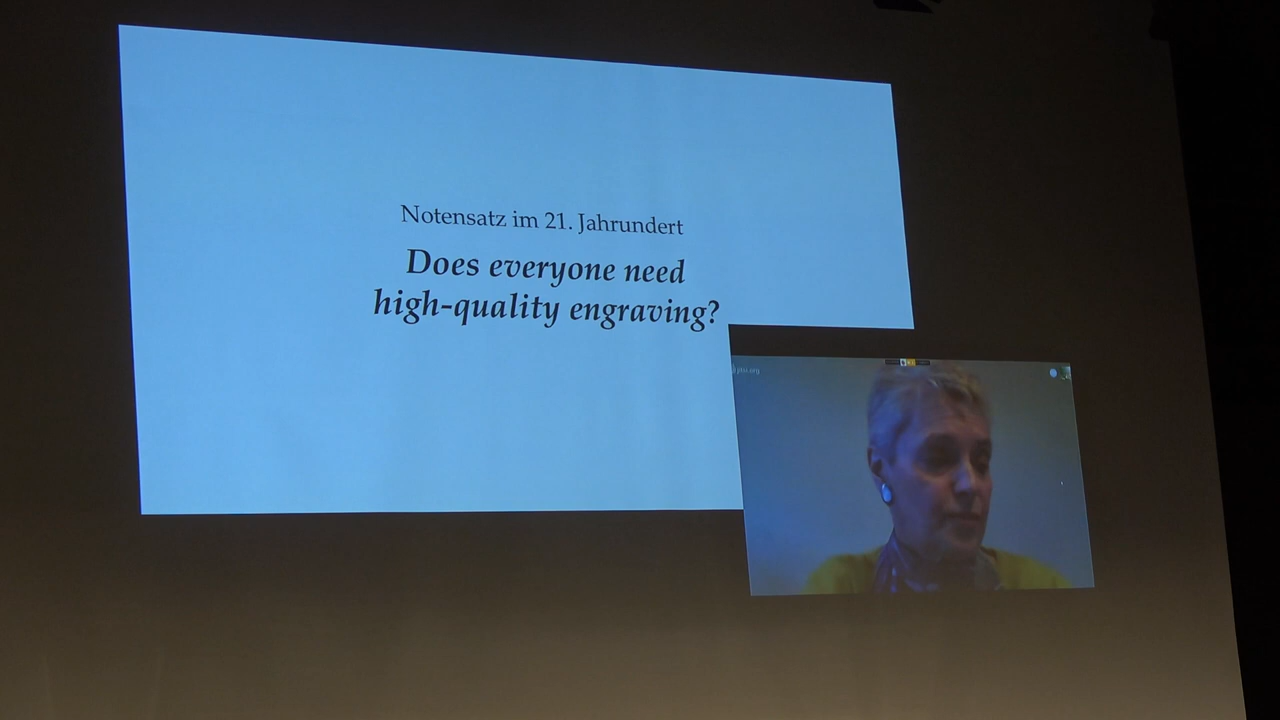 Notensatz im 21. Jahrundert
Does everyone need
high-quality engraving?